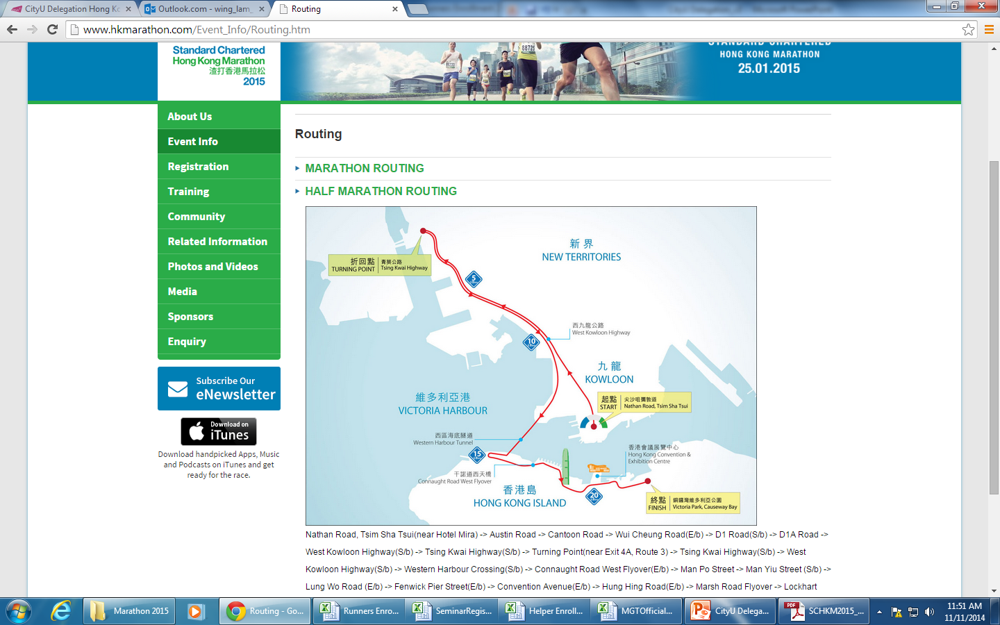 CityU Delegation Hong Ko
Outlook.com - wing_lam_
Routing
www.hkmarathon.com/Event_Info/Routing.htm
Standard Chartered
Hong Kong Marathon
渣打香港馬拉松
2015
STANDARD CHARTERED
HONG KONG MARATHON
25.01.2015
About Us
Event Info
Registration
Training
Community
Related Information
Photos and Videos
Media
Sponsors
Enquiry
Subscribe Our
eNewsletter
Download on
iTunes
Download handpicked Apps, Music
and Podcasts on iTunes and get
ready for the race.
Routing
MARATHON ROUTING
HALF MARATHON ROUTING
新界
NEW TERRITORIES
折回點 青葵公路
TURNING POINT Tsing Kwai Highway
5
西九龍公路
West Kowloon Highway
10
九龍
KOWLOON
起點 尖沙咀彌敦道
START Nathan Road, Tsim Sha Tsui
維多利亞港
VICTORIA HARBOUR
西區海底隧道
Western Harbour Tunnel
15
香港會議展覽中心
Hong Kong Convention &
Exhibition Centre
干諾道西天橋
Connaught Road West Flyover
香港島
HONG KONG ISLAND
20
終點 銅鑼灣維多利亞公園
FINISH Victoria Park, Causeway Bay
Nathan Road, Tsim Sha Tsui(near Hotel Mira) -> Austin Road -> Cantoon Road -> Wui Cheung Road(E/b) -> D1 Road(S/b) -> D1A Road ->
West Kowloon Highway(S/b) -> Tsing Kwai Highway(S/b) -> Turning Point(near Exit 4A, Route 3) -> Tsing Kwai Highway(S/b) -> West
Kowloon Highway(S/b) -> Western Harbour Crossing(S/b) -> Connaught Road West Flyover(E/b) -> Man Po Street -> Man Yiu Street (S/b) ->
Lung Wo Road (E/b) -> Fenwick Pier Street(E/b) -> Convention Avenue(E/b) -> Hung Hing Road(E/b) -> Marsh Road Flyover -> Lockhart
Marathon 2015
Routing - Go...
Runners Enro...
SeminarRegis...
Helper Enroll...
MGTOfficial...
CityU Delega...
PDF
SCHKM2015_...
11:51 AM
11/11/2014